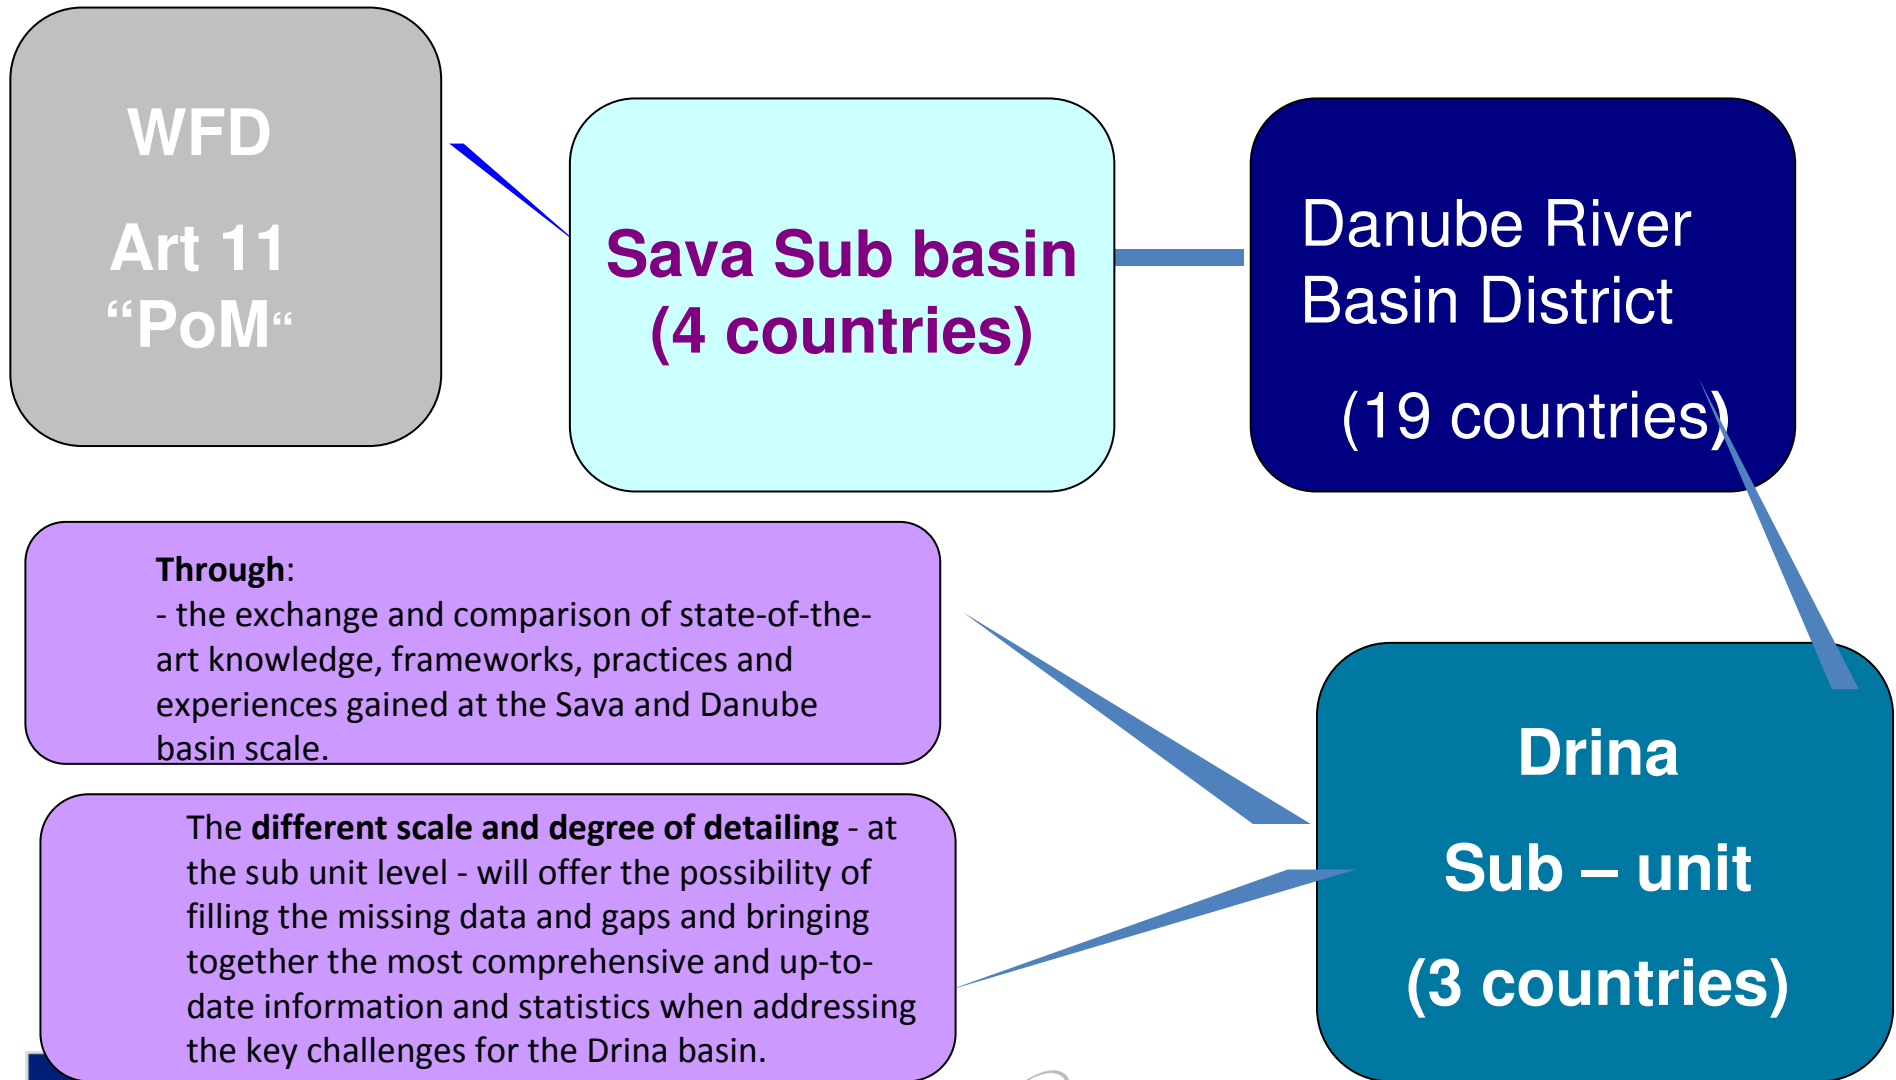 WFD
Art 11
“PoM“
Sava Sub basin
(4 countries)
Danube River
Basin District
(19 countries)
Through:
- the exchange and comparison of state-of-the-
art knowledge, frameworks, practices and
experiences gained at the Sava and Danube
basin scale.
The different scale and degree of detailing - at
the sub unit level - will offer the possibility of
filling the missing data and gaps and bringing
together the most comprehensive and up-to-
date information and statistics when addressing
the key challenges for the Drina basin.
Drina
Sub – unit
(3 countries)